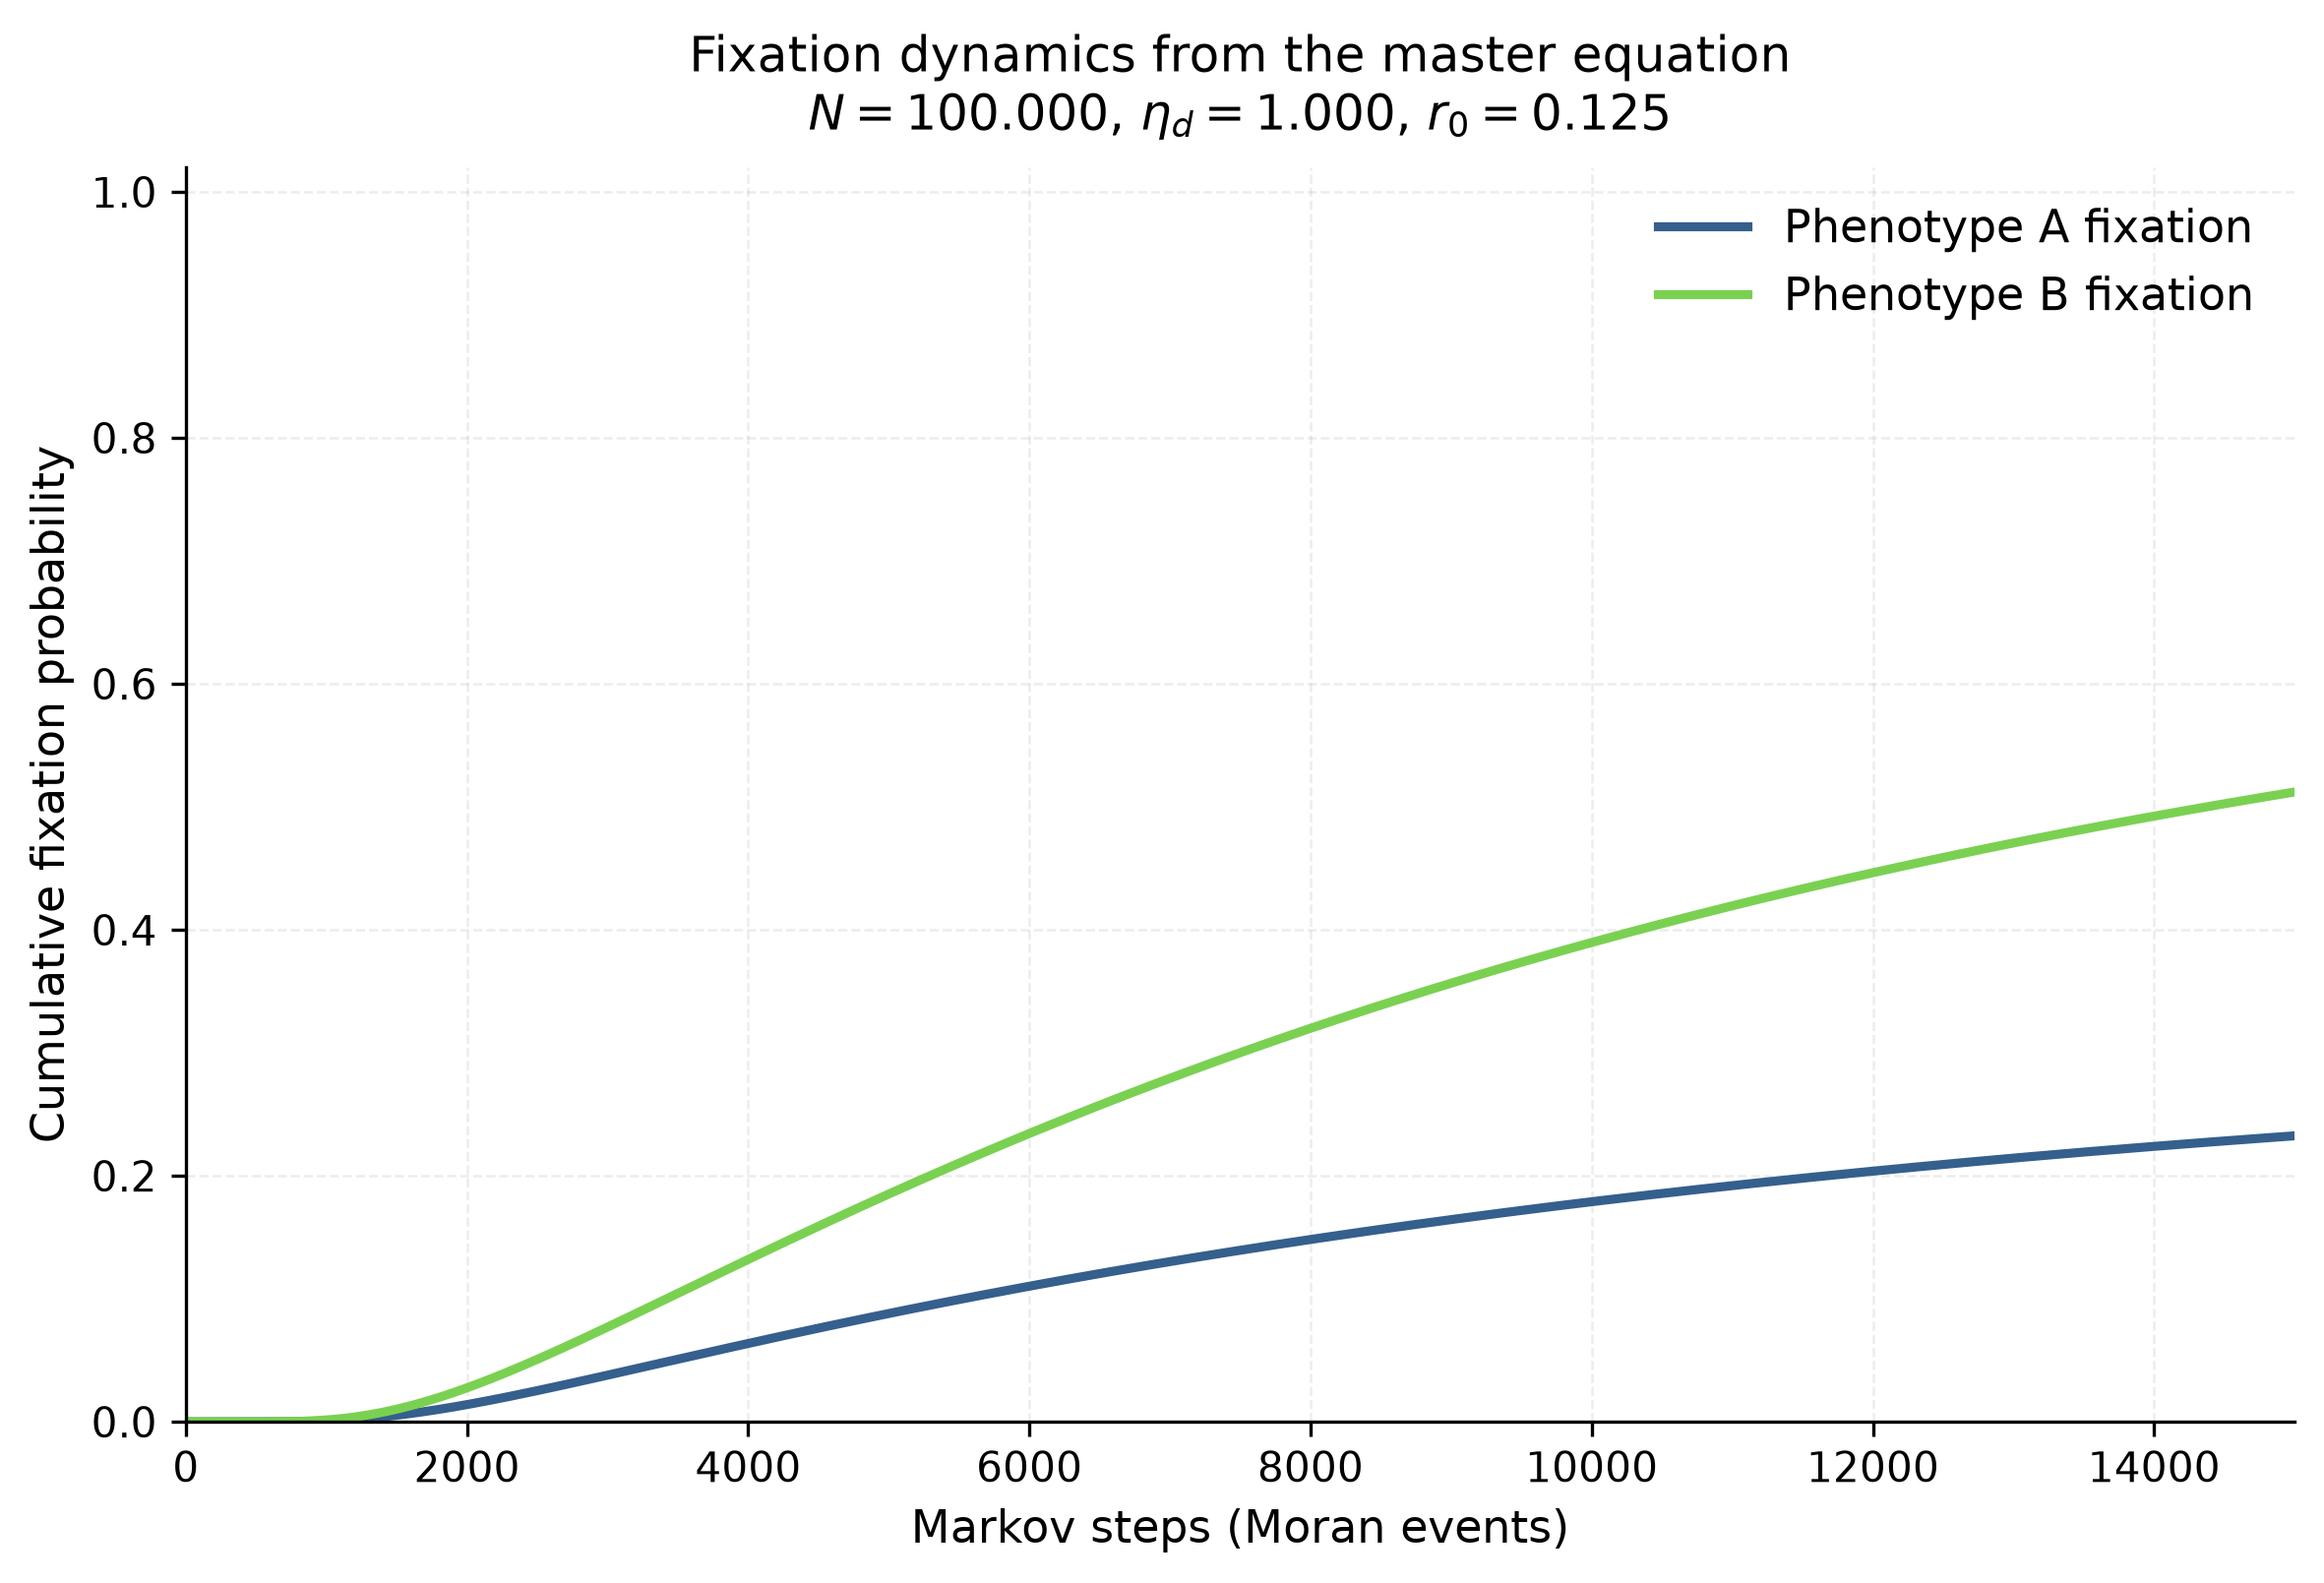 Fixation dynamics from the master equation
N = 100.000, η_d = 1.000, r_0 = 0.125
Cumulative fixation probability
1.0
0.8
0.6
0.4
0.2
0.0
Phenotype A fixation
Phenotype B fixation
0 2000 4000 6000 8000 10000 12000 14000
Markov steps (Moran events)